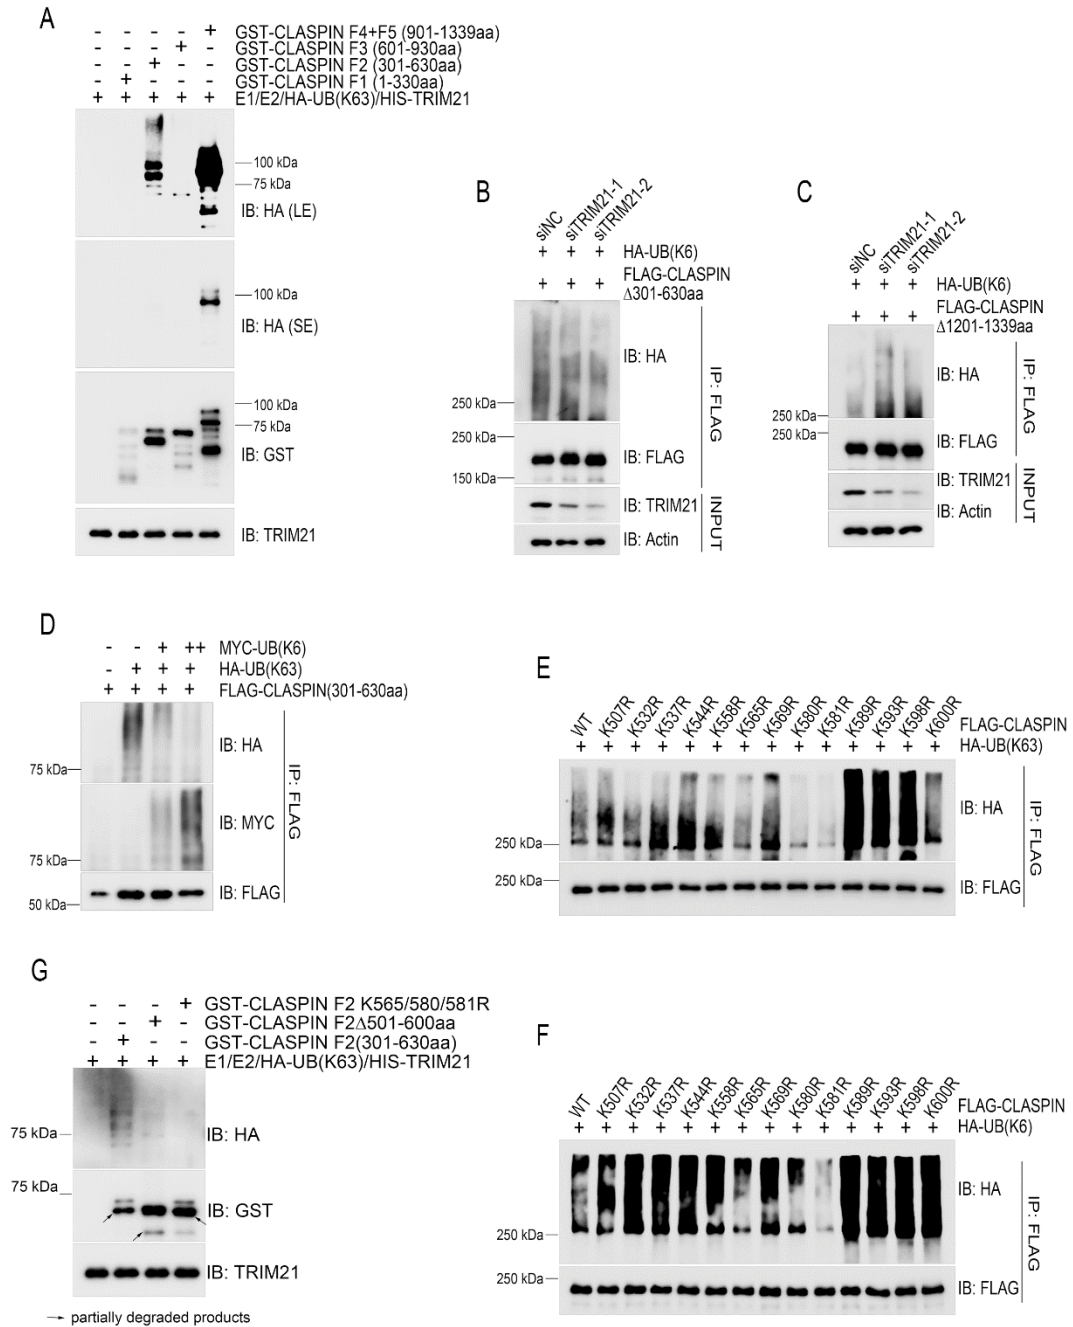 A
- - - - + GST-CLASPIN F4+F5 (901-1339aa)
- - - + - GST-CLASPIN F3 (601-930aa)
- - + - - GST-CLASPIN F2 (301-630aa)
- + - - - GST-CLASPIN F1 (1-330aa)
+ + + + + E1/E2/HA-UB(K63)/HIS-TRIM21
100 kDa
75 kDa
IB: HA (LE)
100 kDa
IB: HA (SE)
100 kDa
75 kDa
IB: GST
IB: TRIM21
B
siNC siTRIM21-1 siTRIM21-2
+ + + HA-UB(K6)
+ + + FLAG-CLASPIN
Δ301-630aa
IB: HA
250 kDa
250 kDa
IB: FLAG
150 kDa
IP: FLAG
IB: TRIM21
IB: Actin
INPUT
C
siNC siTRIM21-1 siTRIM21-2
+ + + HA-UB(K6)
+ + + FLAG-CLASPIN
Δ1201-1339aa
IB: HA
250 kDa
250 kDa
IB: FLAG
IP: FLAG
IB: TRIM21
IB: Actin
INPUT
D
- - + ++ MYC-UB(K6)
- + + + HA-UB(K63)
+ + + + FLAG-CLASPIN(301-630aa)
IB: HA
75 kDa
IB: MYC
75 kDa
IB: FLAG
50 kDa
IP: FLAG
E
WT K507R K532R K537R K544R K558R K565R K569R K580R K581R K589R K593R K598R K600R FLAG-CLASPIN
+ + + + + + + + + + + + + + HA-UB(K63)
IB: HA
250 kDa
250 kDa
IB: FLAG
IP: FLAG
G
- - - + GST-CLASPIN F2 K565/580/581R
- - + - GST-CLASPIN F2Δ501-600aa
- + - - GST-CLASPIN F2(301-630aa)
+ + + + E1/E2/HA-UB(K63)/HIS-TRIM21
75 kDa
IB: HA
75 kDa
IB: GST
IB: TRIM21
→ partially degraded products
F
WT K507R K532R K537R K544R K558R K565R K569R K580R K581R K589R K593R K598R K600R FLAG-CLASPIN
+ + + + + + + + + + + + + + HA-UB(K6)
IB: HA
250 kDa
250 kDa
IB: FLAG
IP: FLAG